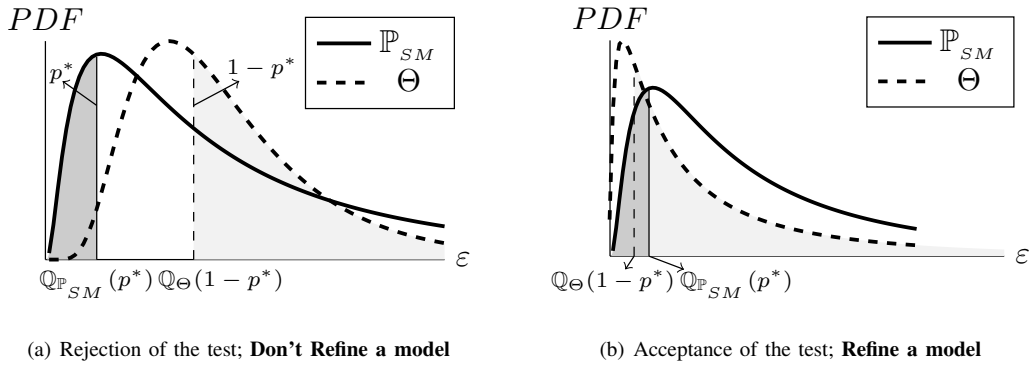 PDF
ℙ_SM
Θ
p*
1 − p*
ε
ℚ_ℙ_SM (p*) ℚ_Θ(1−p*)
(a) Rejection of the test; Don't Refine a model
PDF
ℙ_SM
Θ
ε
ℚ_Θ(1−p*) ℚ_ℙ_SM (p*)
(b) Acceptance of the test; Refine a model